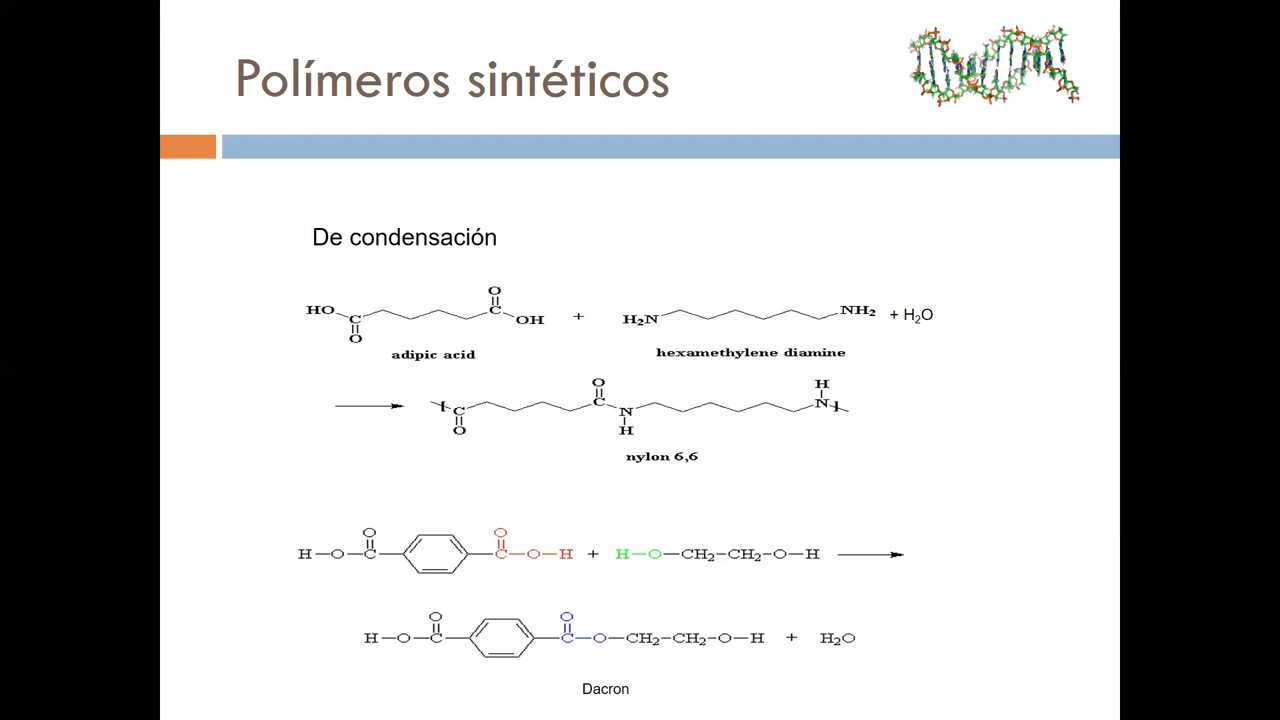 Polímeros sintéticos
De condensación
HO C O C O OH + H₂N NH₂ + H₂O
adipic acid hexamethylene diamine
C O C O N H N H
nylon 6,6
H—O—C O C O—O—H + H—O—CH₂—CH₂—O—H
H—O—C O C O—O—CH₂—CH₂—O—H + H₂O
Dacron